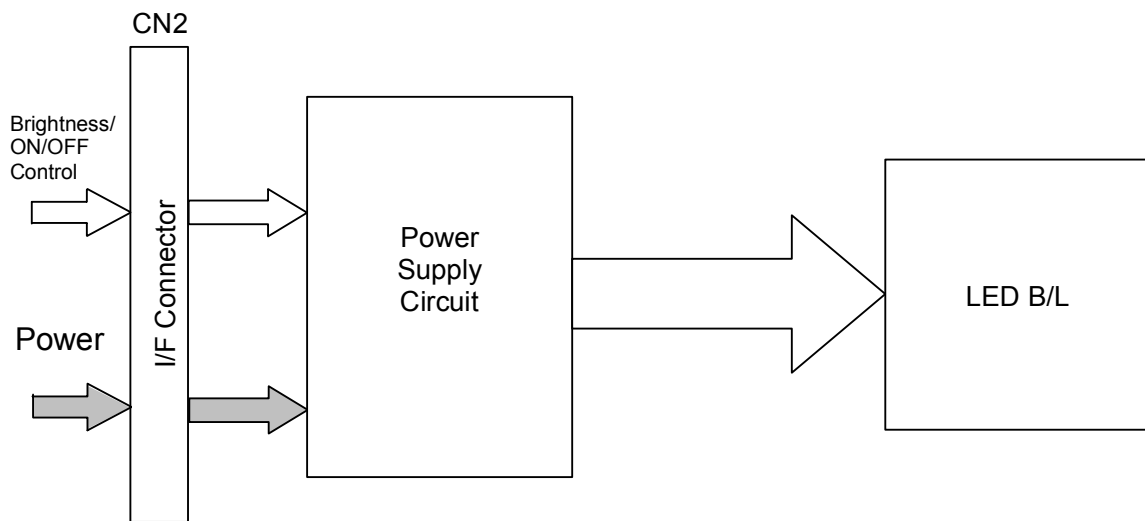 CN2
Brightness/
ON/OFF
Control
Power
I/F Connector
Power
Supply
Circuit
LED B/L